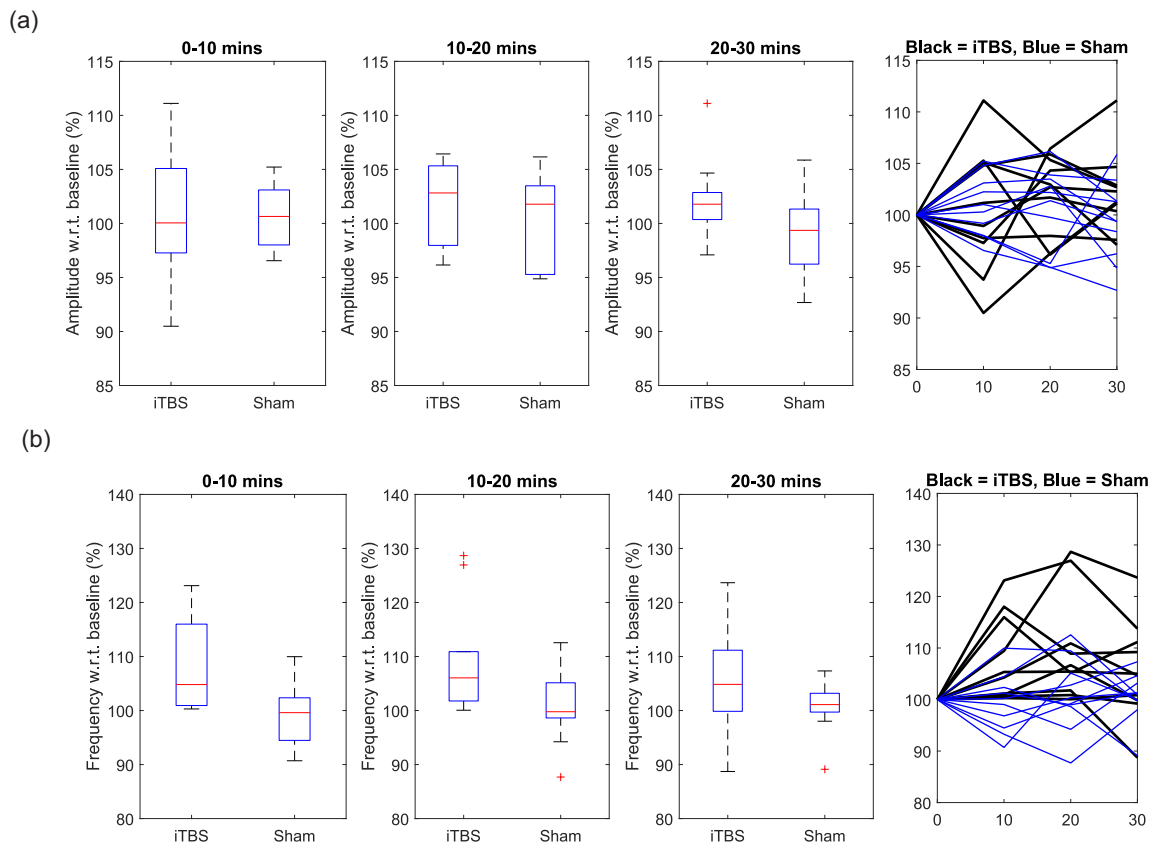 (a)
0-10 mins
10-20 mins
20-30 mins
Black = iTBS, Blue = Sham
Amplitude w.r.t. baseline (%)
115
110
105
100
95
90
85
iTBS Sham
Amplitude w.r.t. baseline (%)
115
110
105
100
95
90
85
iTBS Sham
Amplitude w.r.t. baseline (%)
115
110
105
100
95
90
85
iTBS Sham
115
110
105
100
95
90
85
0 10 20 30
(b)
0-10 mins
10-20 mins
20-30 mins
Black = iTBS, Blue = Sham
Frequency w.r.t. baseline (%)
140
130
120
110
100
90
80
iTBS Sham
Frequency w.r.t. baseline (%)
140
130
120
110
100
90
80
iTBS Sham
Frequency w.r.t. baseline (%)
140
130
120
110
100
90
80
iTBS Sham
140
130
120
110
100
90
80
0 10 20 30